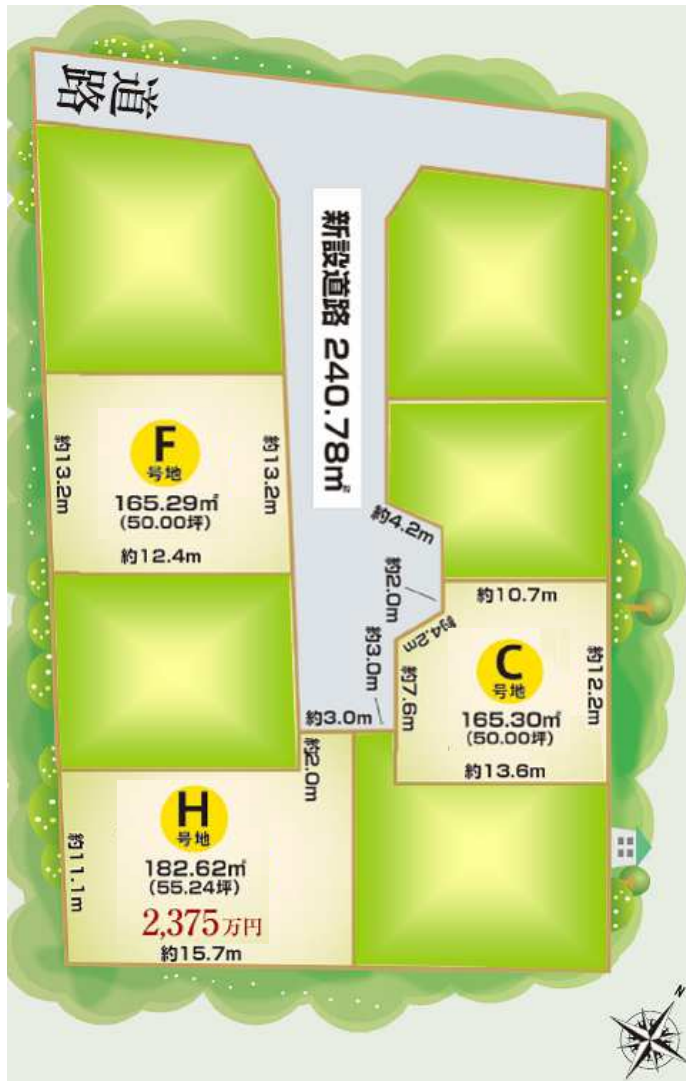 道路
新設道路 240.78㎡
F
号地
165.29㎡
(50.00坪)
約13.2m
約13.2m
約12.4m
約4.2m
約2.0m
約4.2m
約3.0m
約3.0m
約7.6m
約10.7m
C
号地
165.30㎡
(50.00坪)
約12.2m
約13.6m
約2.0m
H
号地
182.62㎡
(55.24坪)
2,375万円
約11.1m
約15.7m
N